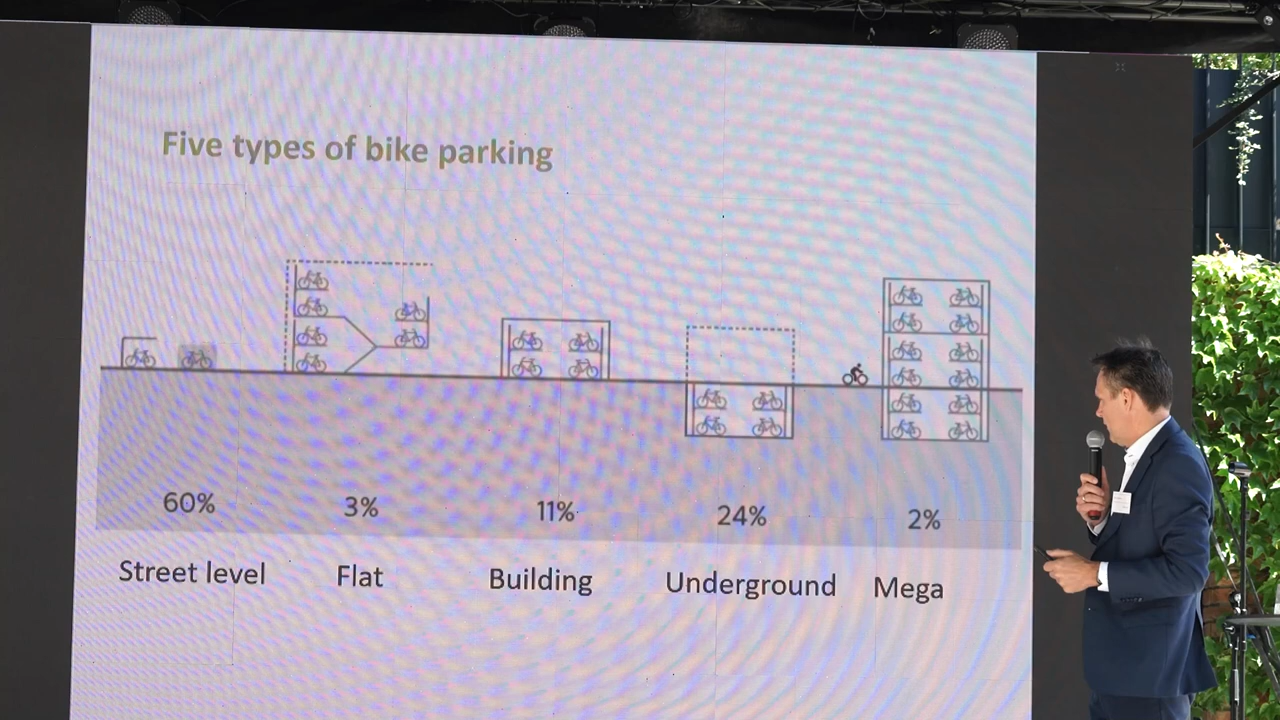 Five types of bike parking
60% 3% 11% 24% 2%
Street level Flat Building Underground Mega